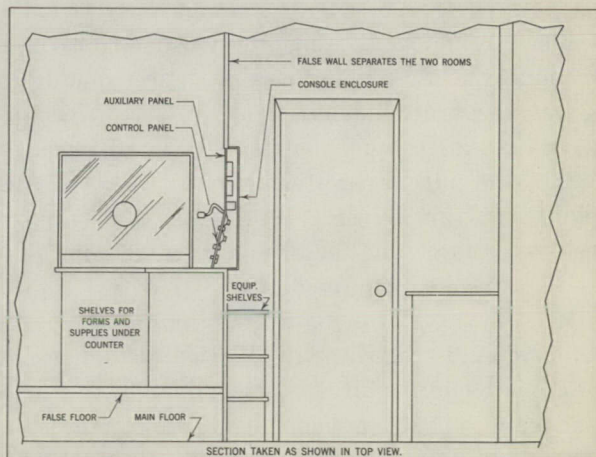 FALSE WALL SEPARATES THE TWO ROOMS
CONSOLE ENCLOSURE
AUXILIARY PANEL
CONTROL PANEL
EQUIP.
SHELVES
SHELVES FOR
FORMS AND
SUPPLIES UNDER
COUNTER
FALSE FLOOR
MAIN FLOOR
SECTION TAKEN AS SHOWN IN TOP VIEW.